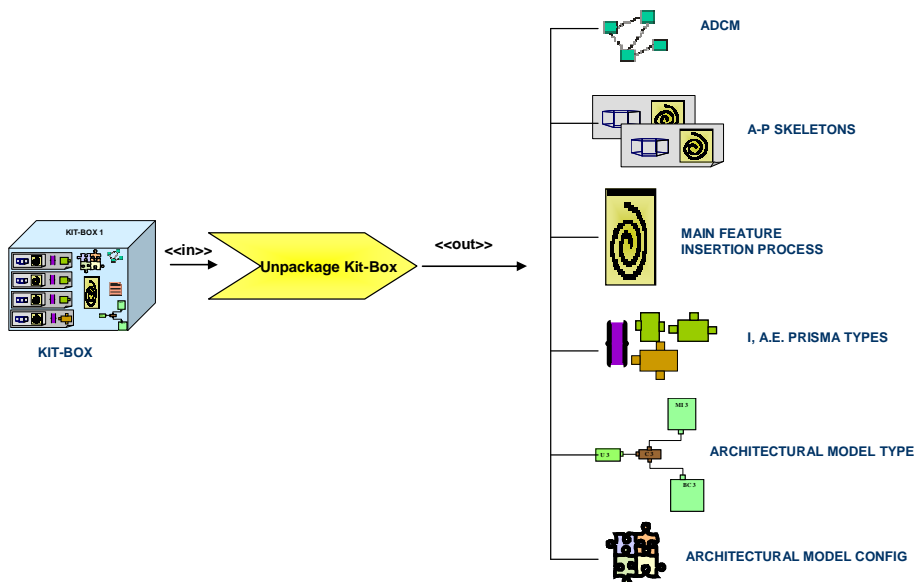 KIT-BOX 1
KIT-BOX
<<in>>
Unpackage Kit-Box
<<out>>
ADCM
A-P SKELETONS
MAIN FEATURE
INSERTION PROCESS
I, A.E. PRISMA TYPES
MI 3
U 3
C 3
BC 3
ARCHITECTURAL MODEL TYPE
ARCHITECTURAL MODEL CONFIG